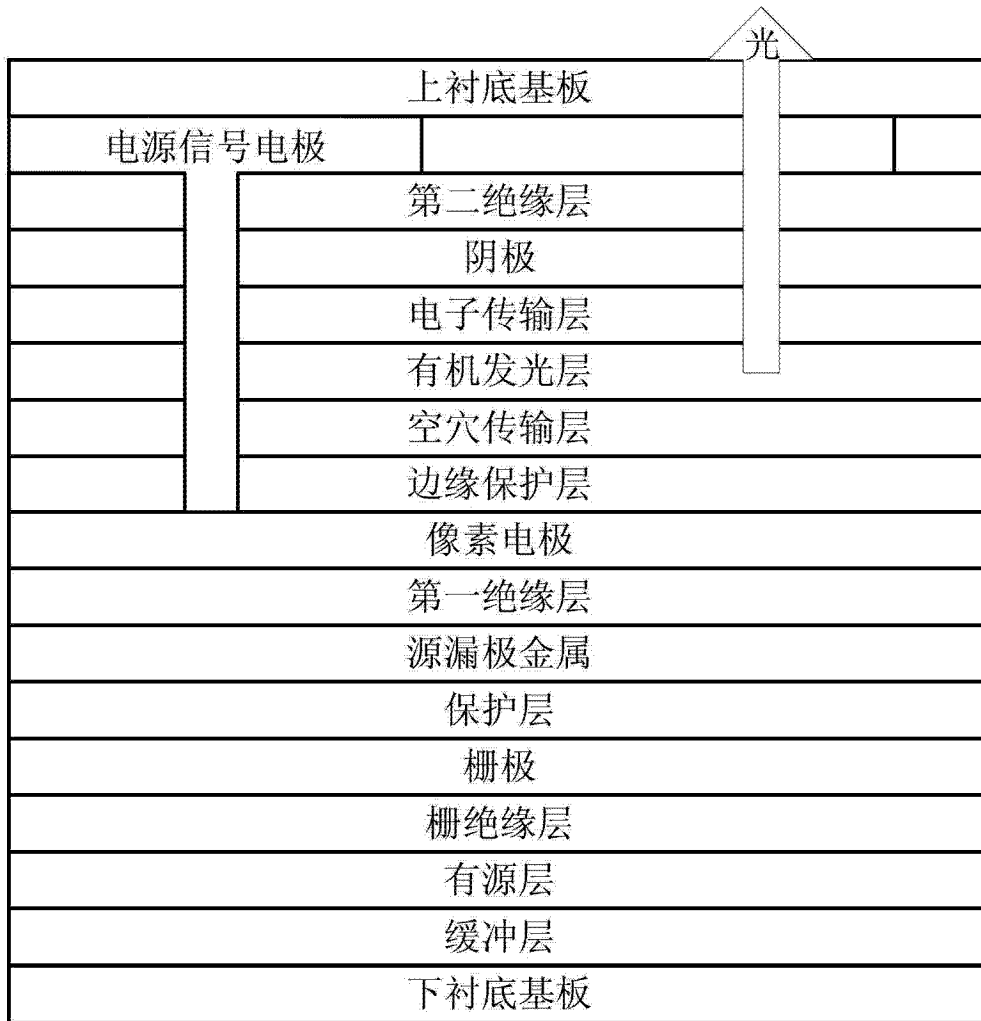 光
上衬底基板
电源信号电极
第二绝缘层
阴极
电子传输层
有机发光层
空穴传输层
边缘保护层
像素电极
第一绝缘层
源漏极金属
保护层
栅极
栅绝缘层
有源层
缓冲层
下衬底基板